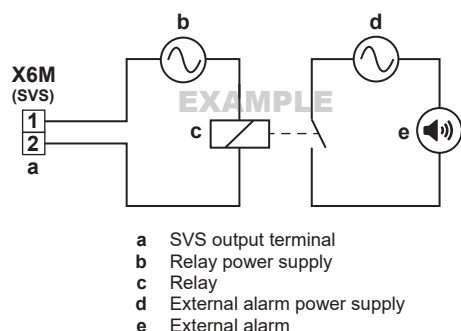 b
d
X6M
(SVS)
EXAMPLE
1
c
e
2
a
a SVS output terminal
b Relay power supply
c Relay
d External alarm power supply
e External alarm